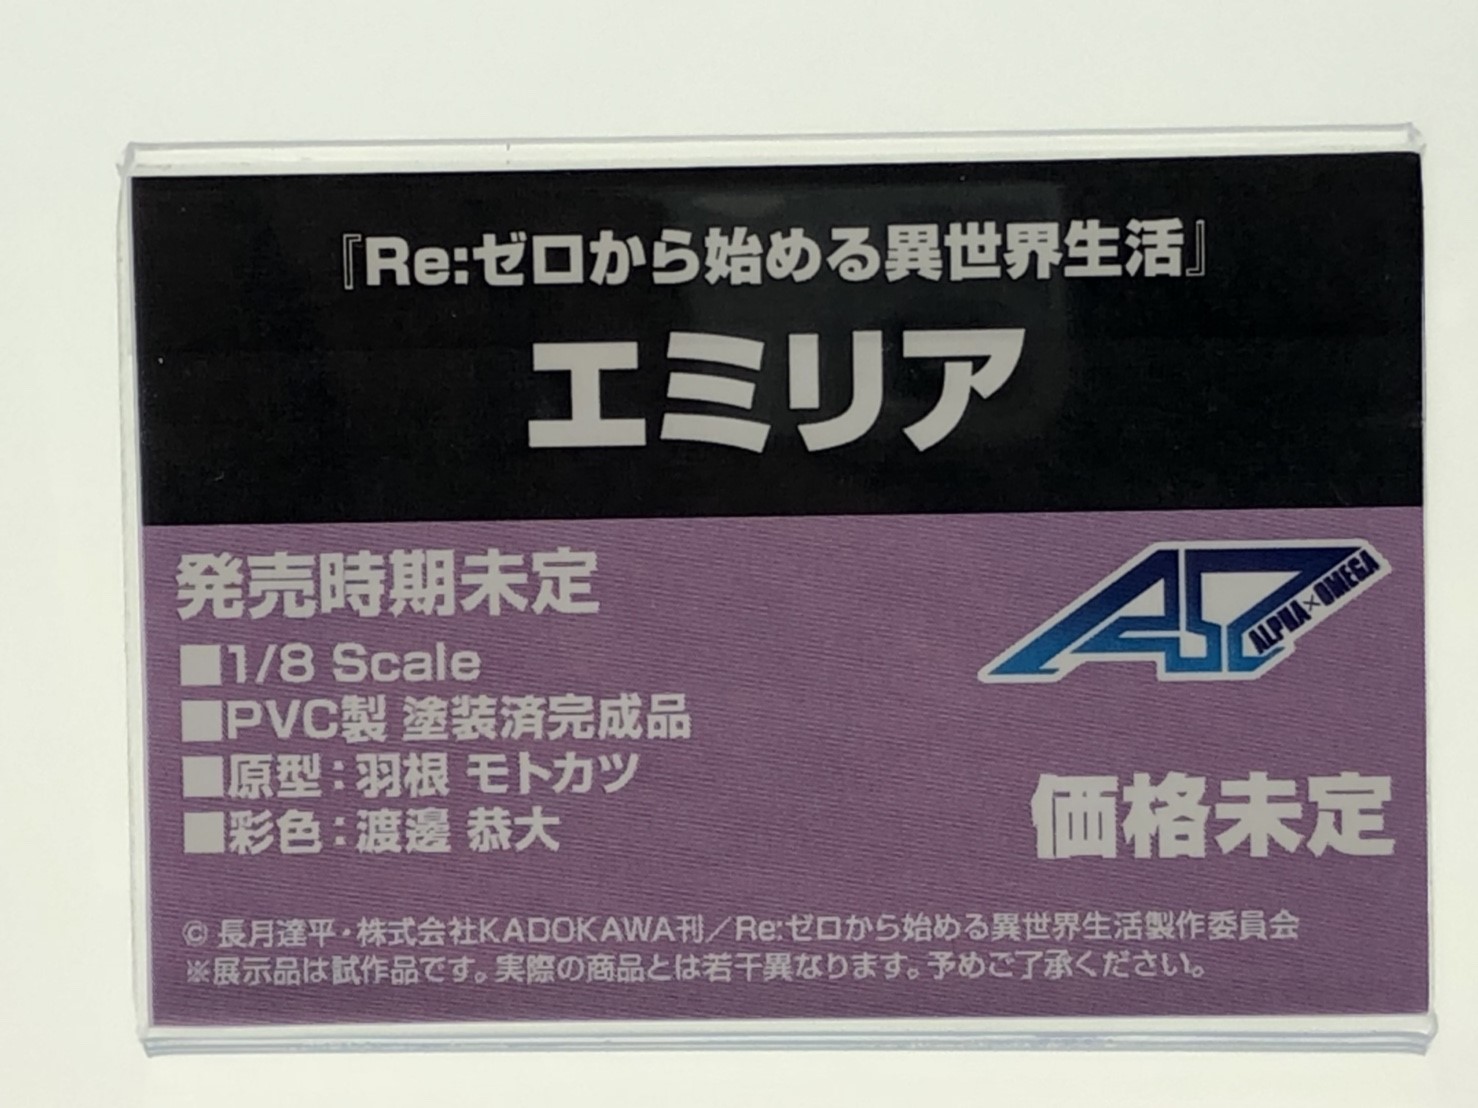 『Re:ゼロから始める異世界生活』
エミリア
発売時期未定
■1/8 Scale
■PVC製 塗装済完成品
■原型:羽根 モトカツ
■彩色:渡邊 恭大
ALPHA×OMEGA
価格未定
© 長月達平・株式会社KADOKAWA刊/Re:ゼロから始める異世界生活製作委員会
※展示品は試作品です。実際の商品とは若干異なります。予めご了承ください。